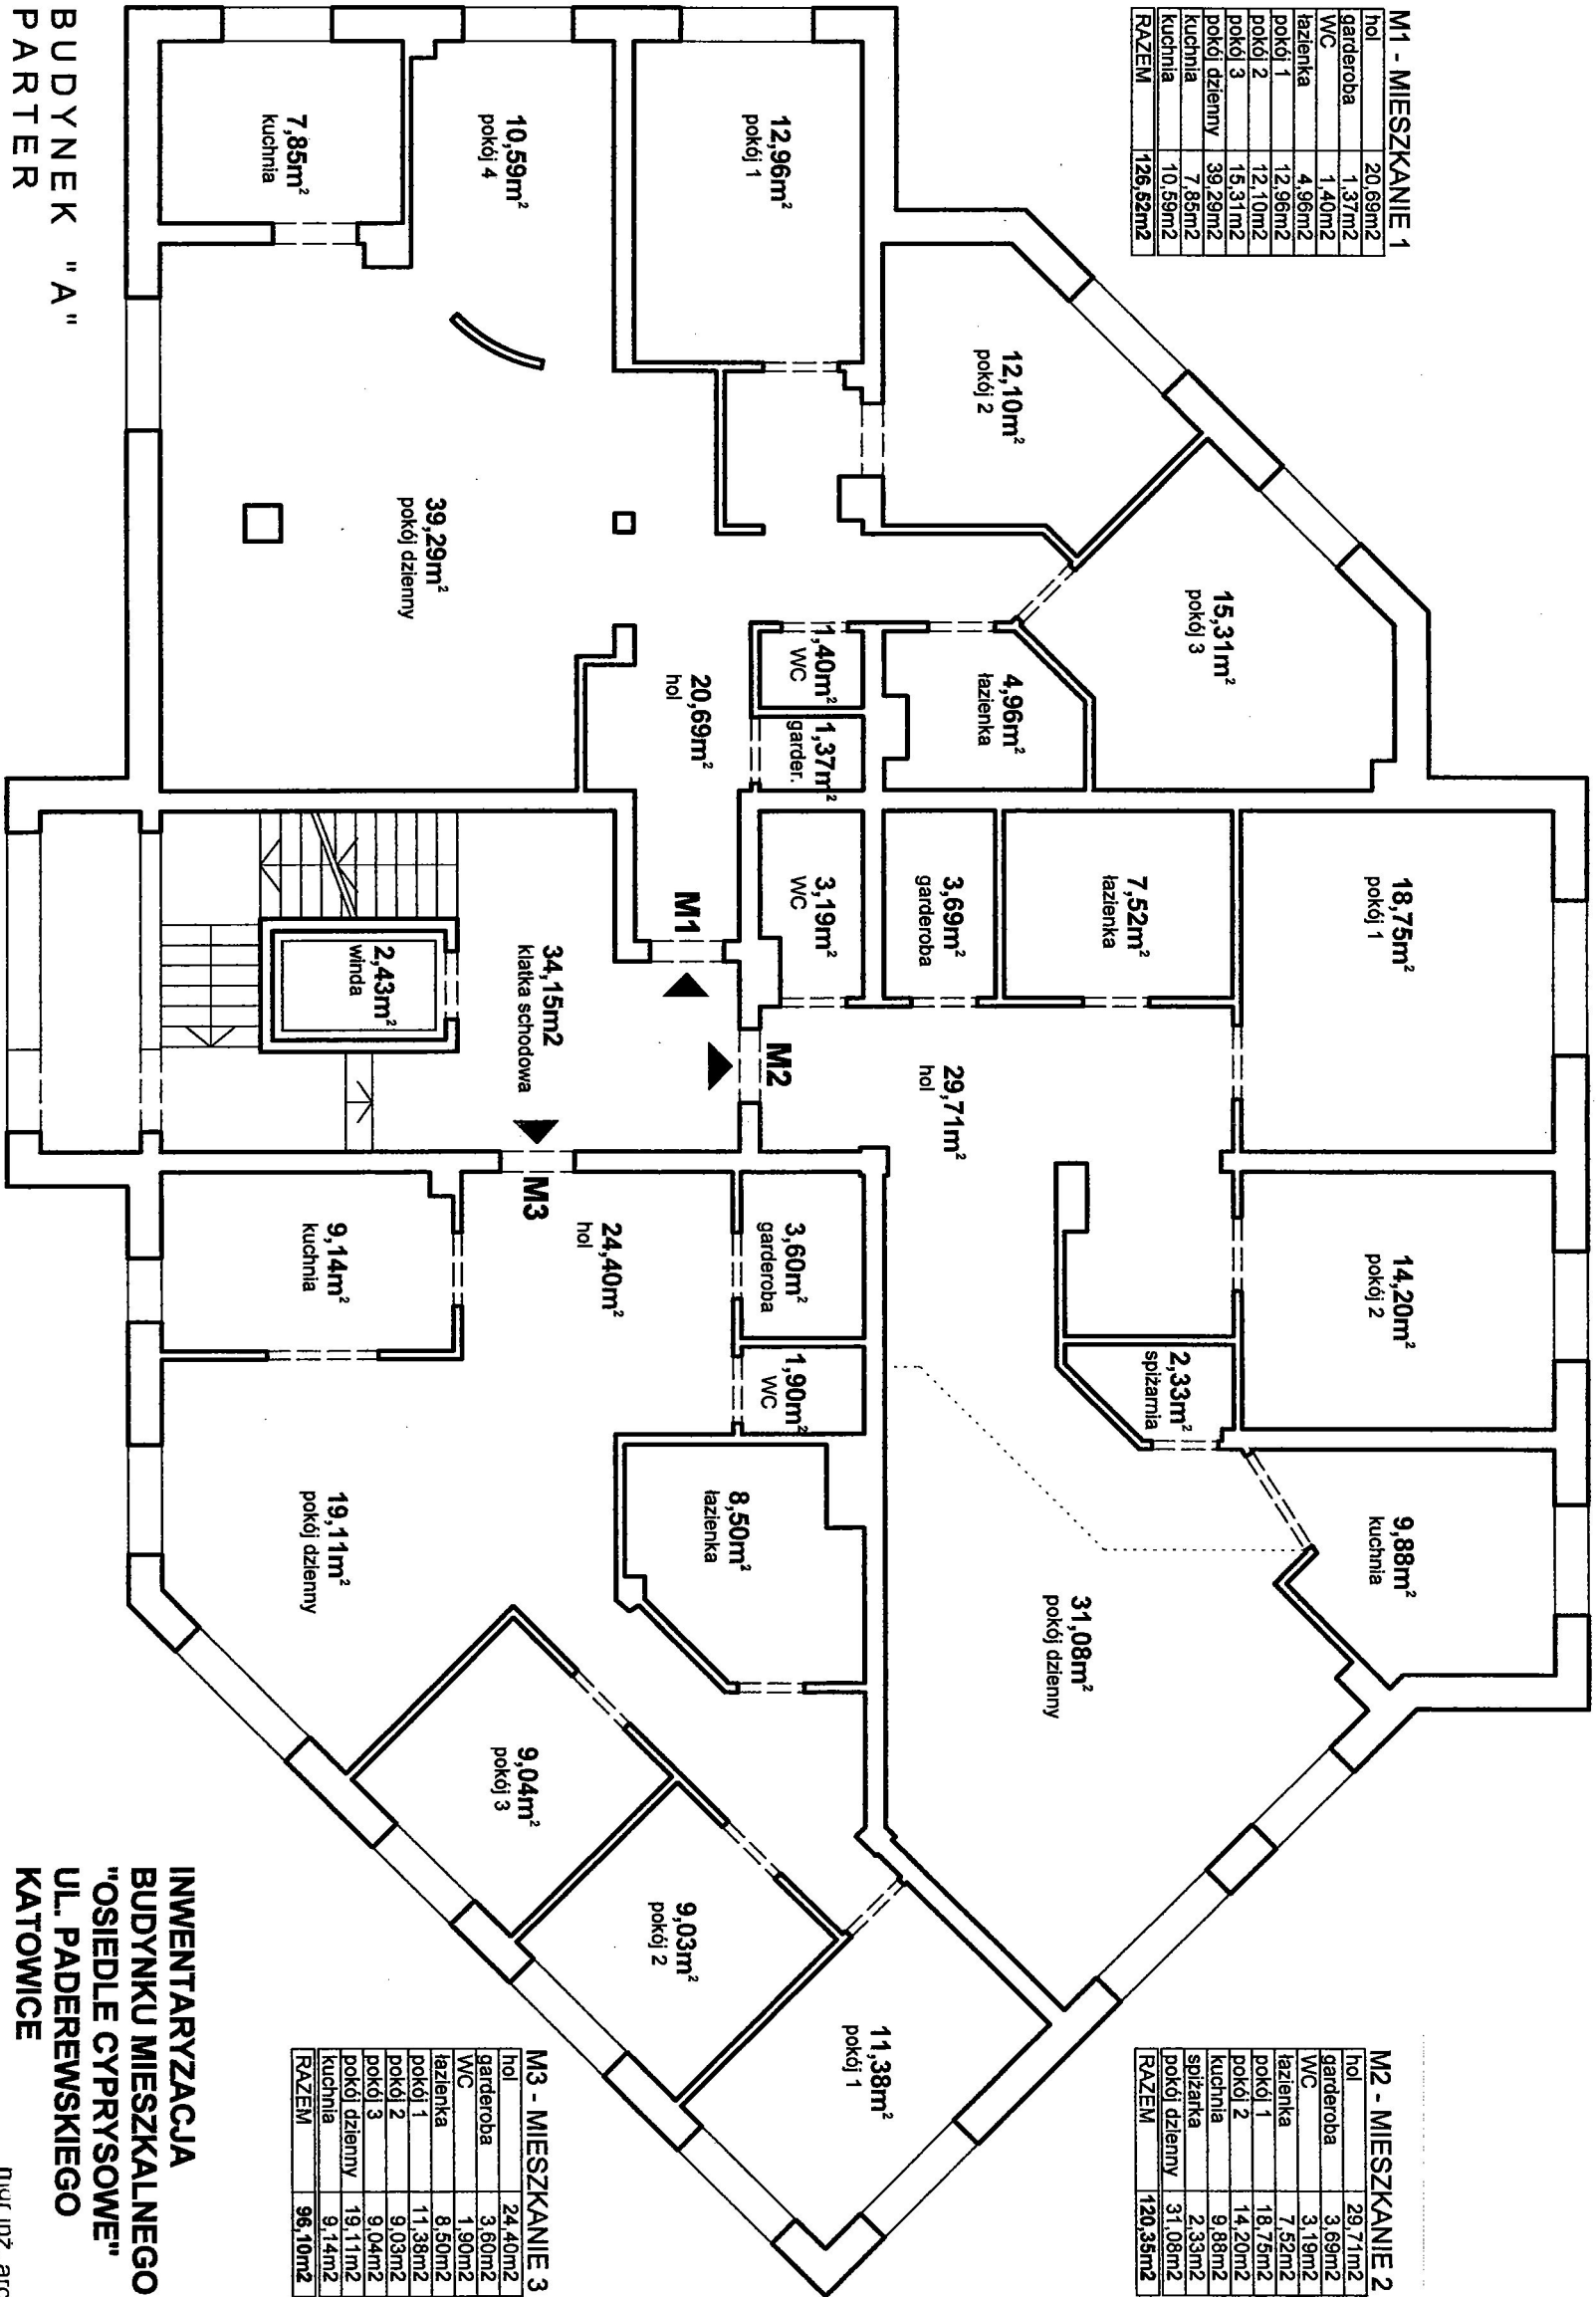 M1 - MIESZKANIE 1
hol 20,69m2
garderoba 1,37m2
WC 1,40m2
łazienka 4,96m2
pokój 1 12,96m2
pokój 2 12,10m2
pokój 3 15,31m2
pokój dzienny 39,29m2
kuchnia 7,85m2
kuchnia 10,59m2
RAZEM 126,52m2
M2 - MIESZKANIE 2
hol 29,71m2
garderoba 3,69m2
WC 3,19m2
łazienka 7,52m2
pokój 1 18,75m2
pokój 2 14,20m2
kuchnia 9,88m2
spiżarka 2,33m2
pokój dzienny 31,08m2
RAZEM 120,35m2
18,75m²
pokój 1
14,20m²
pokój 2
9,88m²
kuchnia
15,31m²
pokój 3
7,52m²
łazienka
2,33m²
spiżarnia
31,08m²
pokój dzienny
12,10m²
pokój 2
4,96m²
łazienka
3,69m²
garderoba
29,71m²
hol
11,38m²
pokój 1
12,96m²
pokój 1
1,40m²
WC
1,37m²
garder.
3,19m²
WC
M2
3,60m²
garderoba
1,90m²
WC
8,50m²
łazienka
9,03m²
pokój 2
20,69m²
hol
M1
24,40m²
hol
10,59m²
pokój 4
34,15m2
klatka schodowa
M3
9,04m²
pokój 3
39,29m²
pokój dzienny
2,43m²
winda
9,14m²
kuchnia
19,11m²
pokój dzienny
7,85m²
kuchnia
M3 - MIESZKANIE 3
hol 24,40m2
garderoba 3,60m2
WC 1,90m2
łazienka 8,50m2
pokój 1 11,38m2
pokój 2 9,03m2
pokój 3 9,04m2
pokój dzienny 19,11m2
kuchnia 9,14m2
RAZEM 96,10m2
BUDYNEK "A"
PARTER
INWENTARYZACJA
BUDYNKU MIESZKALNEGO
"OSIEDLE CYPRYSOWE"
UL. PADEREWSKIEGO
KATOWICE